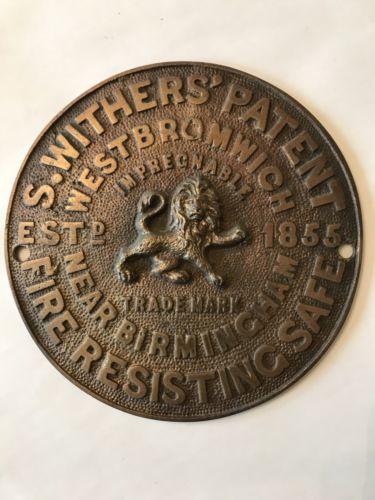 S. WITHERS' PATENT
WEST BROMWICH
IMPREGNABLE
ESTD 1855
TRADE MARK
NEAR BIRMINGHAM
FIRE RESISTING SAFE